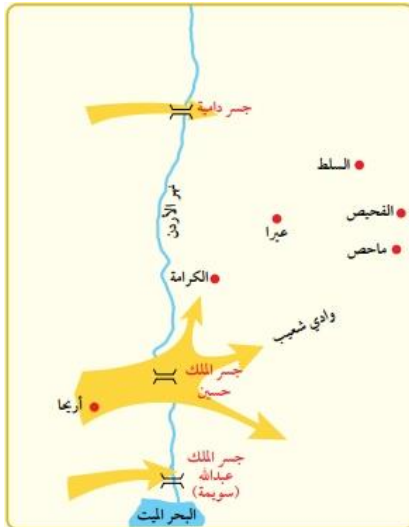 جسر دامية
السلط
نهر الأردن
الفحيص
عيرا
ماحص
الكرامة
وادي شعيب
جسر الملك
حسين
أريحا
جسر الملك
عبدالله
(سويمة)
البحر الميت